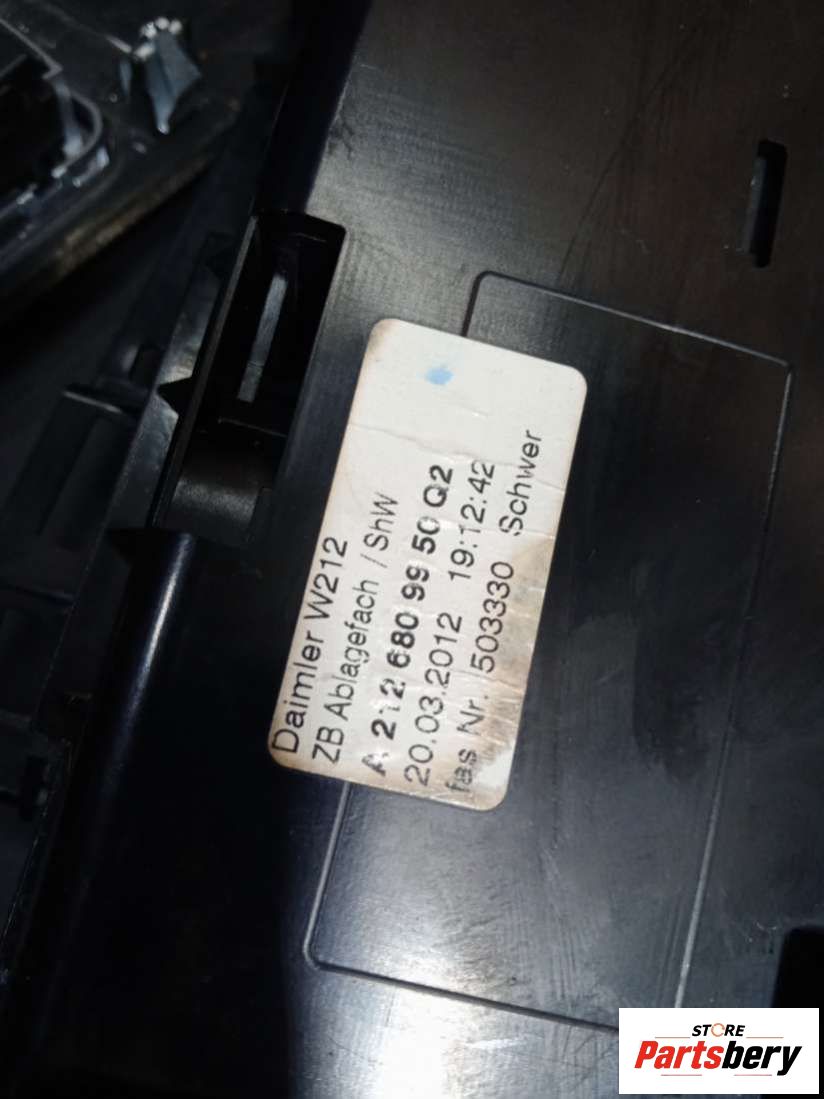 Daimler W212
ZB Ablagefach / ShW
A 212 680 99 50 Q2
20.03.2012 19:12:42
fas Nr. 503330 Schwer
STORE
Partsbery